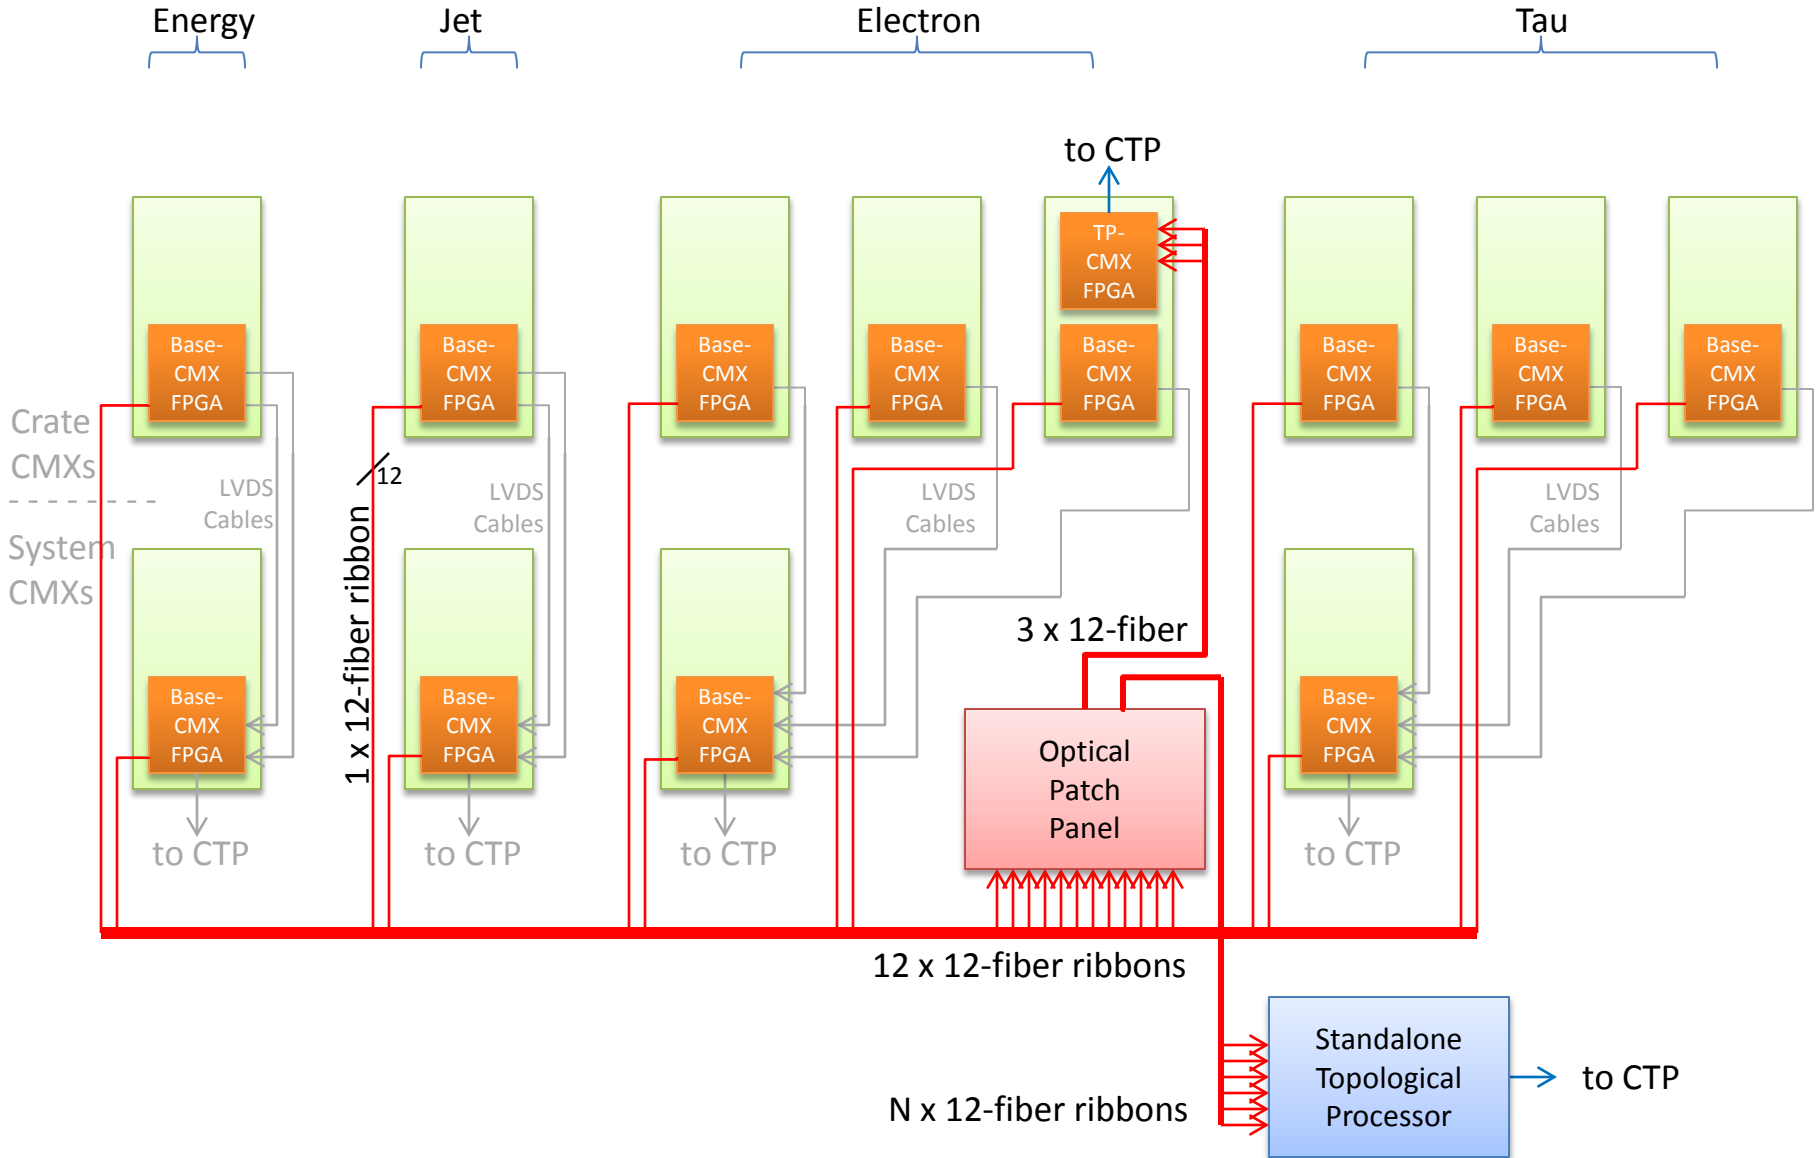 Energy
Jet
Electron
Tau
to CTP
TP-
CMX
FPGA
Base-
CMX
FPGA
Base-
CMX
FPGA
Base-
CMX
FPGA
Base-
CMX
FPGA
Base-
CMX
FPGA
Base-
CMX
FPGA
Base-
CMX
FPGA
Base-
CMX
FPGA
Crate
CMXs
System
CMXs
LVDS
Cables
12
1 x 12-fiber ribbon
LVDS
Cables
LVDS
Cables
LVDS
Cables
3 x 12-fiber
Base-
CMX
FPGA
Base-
CMX
FPGA
Base-
CMX
FPGA
Base-
CMX
FPGA
Optical
Patch
Panel
to CTP
to CTP
to CTP
to CTP
12 x 12-fiber ribbons
N x 12-fiber ribbons
Standalone
Topological
Processor
to CTP